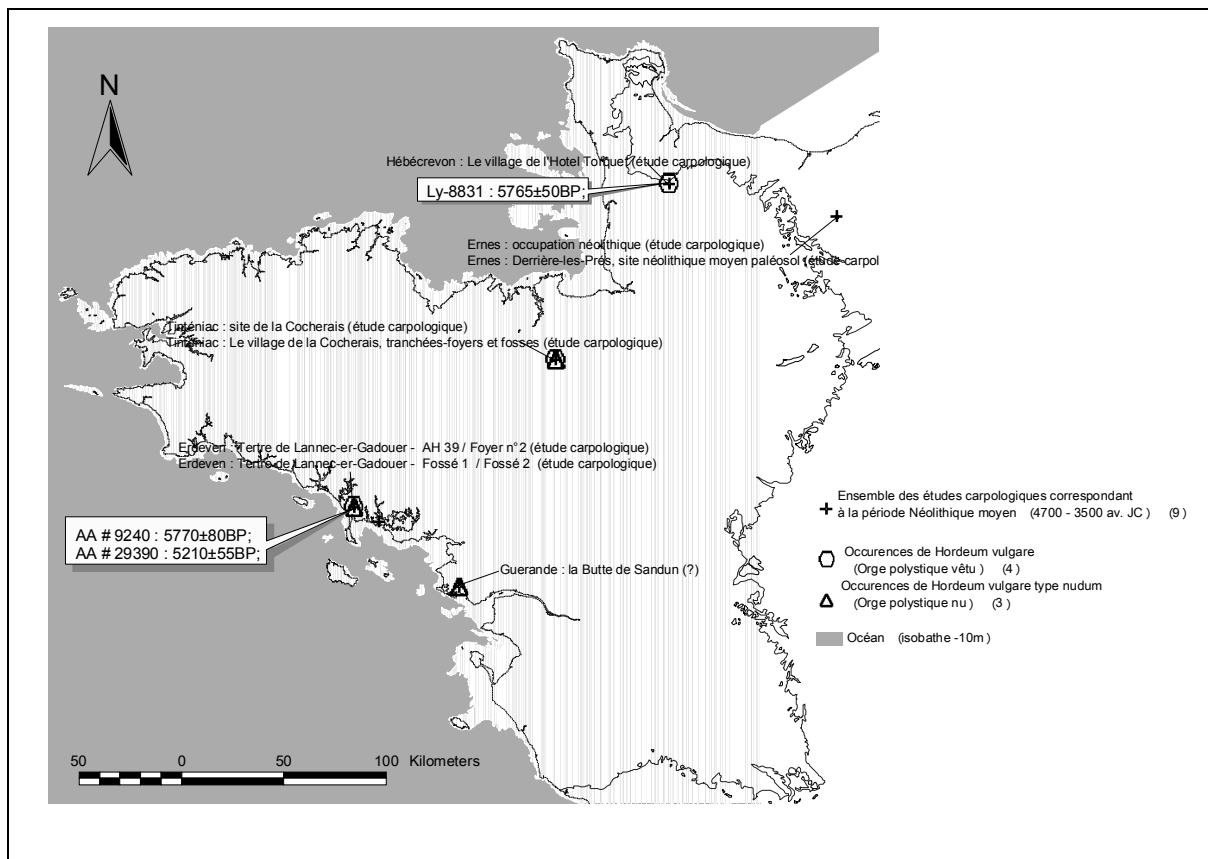 N
Hébécrevon : Le village de l'Hotel Torquet (étude carpologique)
Ly-8831 : 5765±50BP;
Ernes : occupation néolithique (étude carpologique)
Ernes : Derrière-les-Prés, site néolithique moyen paléosol (étude carpol
Tinténiac : site de la Cocherais (étude carpologique)
Tinténiac : Le village de la Cocherais, tranchées-foyers et fosses (étude carpologique)
Erdeven : Tertre de Lannec-er-Gadouer - AH 39 / Foyer n°2 (étude carpologique)
Erdeven : Tertre de Lannec-er-Gadouer - Fossé 1 / Fossé 2 (étude carpologique)
AA # 9240 : 5770±80BP;
AA # 29390 : 5210±55BP;
Guerande : la Butte de Sandun (?)
Ensemble des études carpologiques correspondant
à la période Néolithique moyen (4700 - 3500 av. JC ) (9 )
Occurences de Hordeum vulgare
(Orge polystique vêtu ) (4 )
Occurences de Hordeum vulgare type nudum
(Orge polystique nu ) (3 )
Océan (isobathe -10m )
50 0 50 100 Kilometers